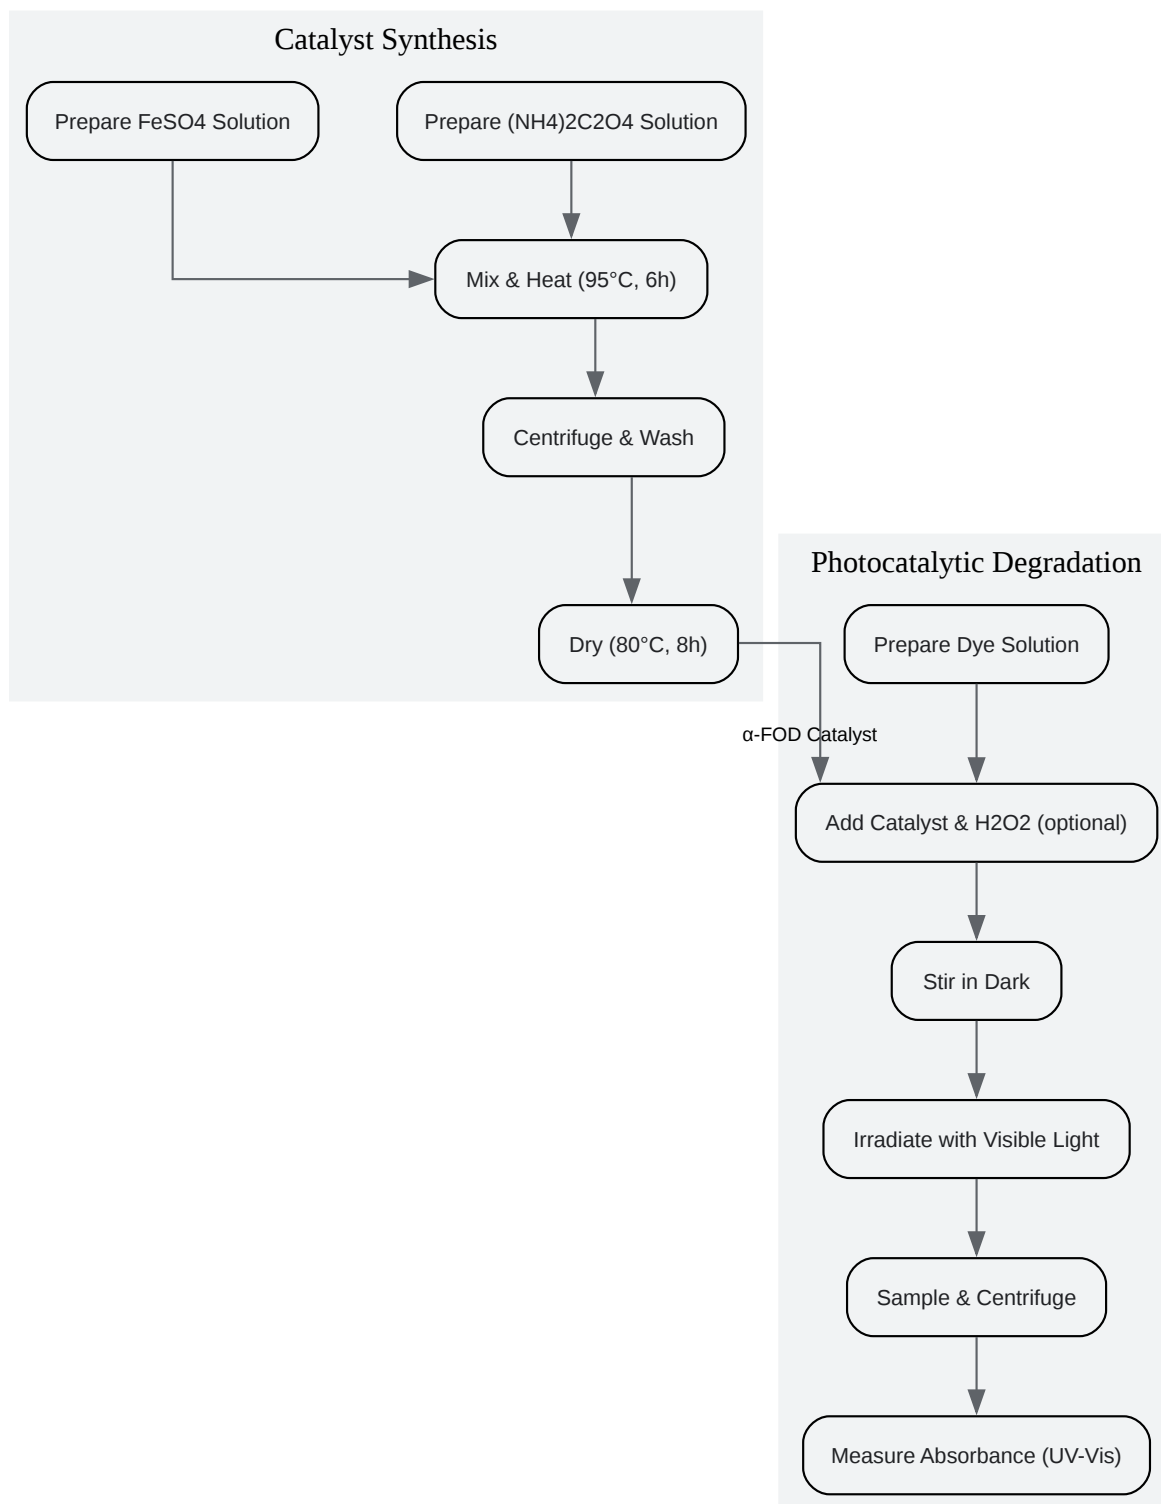 Catalyst Synthesis
Prepare FeSO4 Solution
Prepare (NH4)2C2O4 Solution
Mix & Heat (95°C, 6h)
Centrifuge & Wash
Dry (80°C, 8h)
α-FOD Catalyst
Photocatalytic Degradation
Prepare Dye Solution
Add Catalyst & H2O2 (optional)
Stir in Dark
Irradiate with Visible Light
Sample & Centrifuge
Measure Absorbance (UV-Vis)